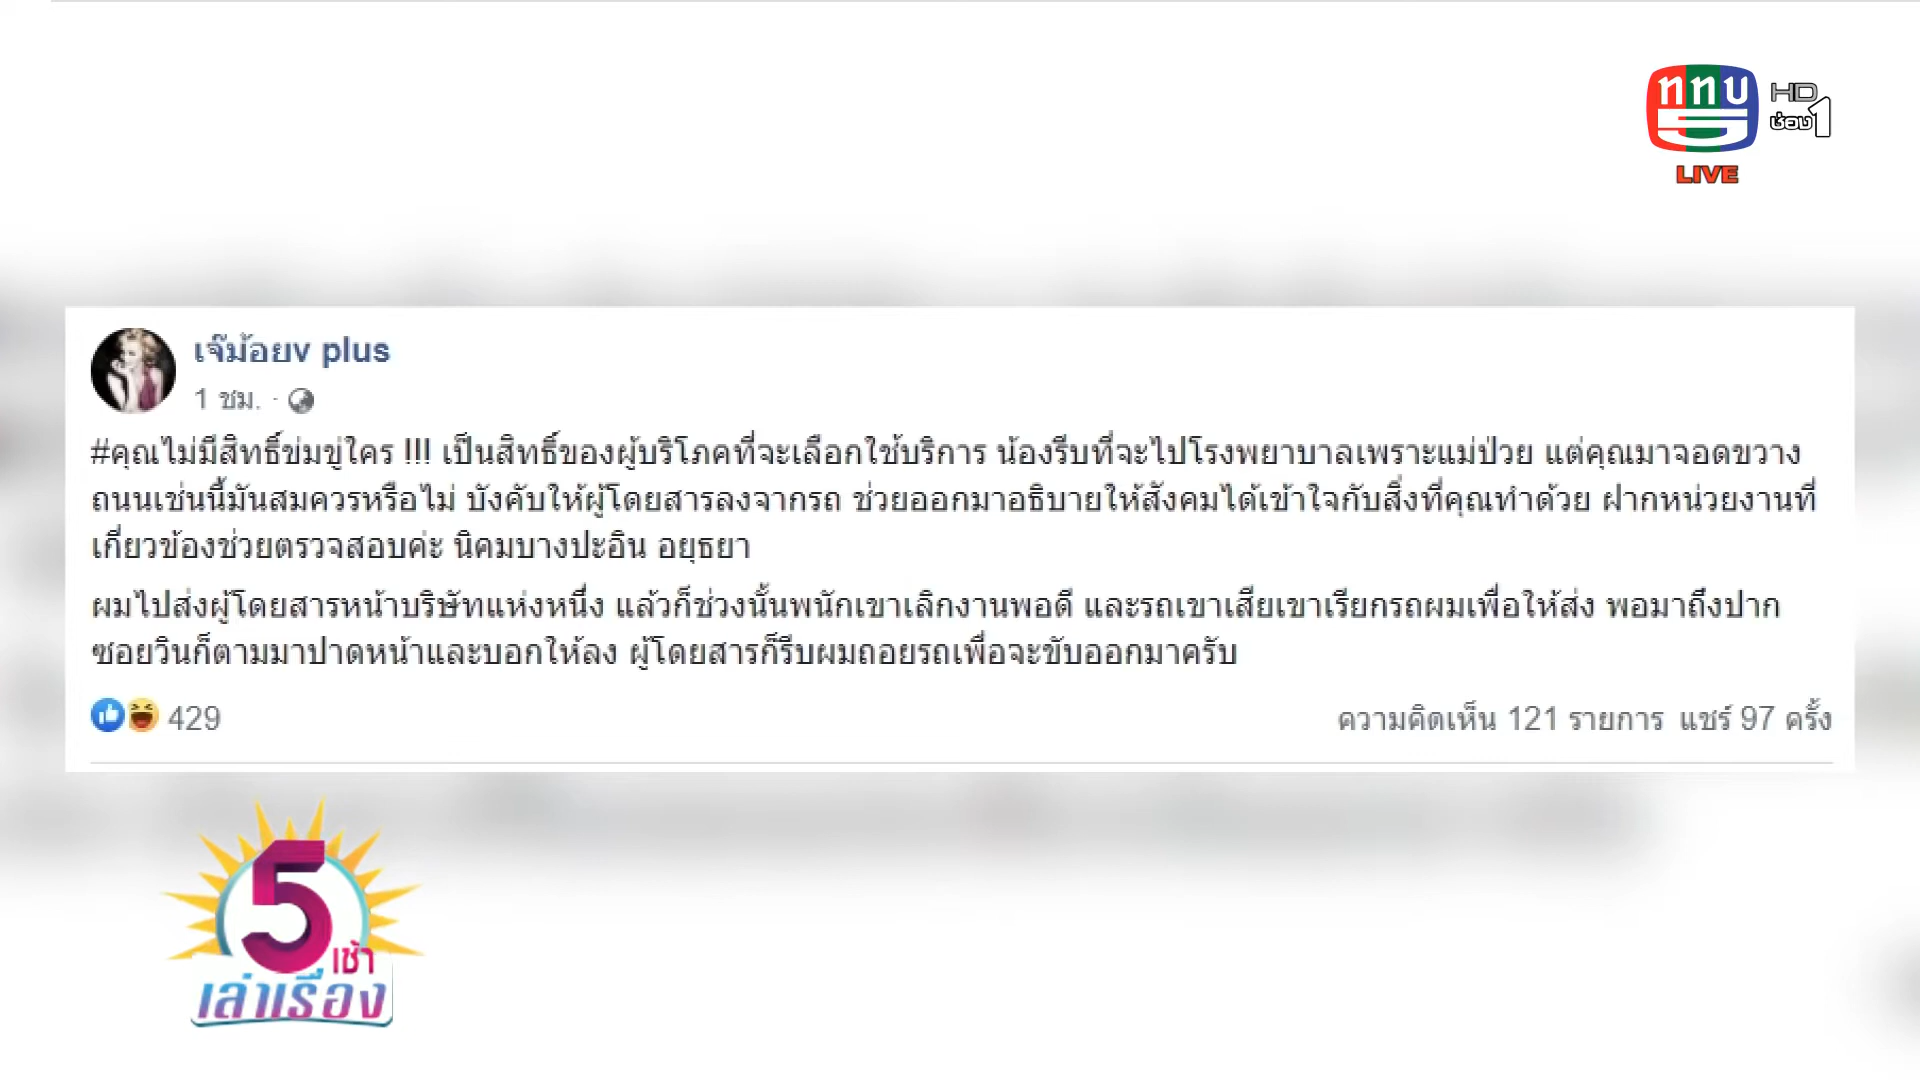 ททบ
5
HD
ช่อง1
LIVE
เจ๊ม้อยv plus
1 ชม. ·
#คุณไม่มีสิทธิ์ข่มขู่ใคร !!! เป็นสิทธิ์ของผู้บริโภคที่จะเลือกใช้บริการ น้องรีบที่จะไปโรงพยาบาลเพราะแม่ป่วย แต่คุณมาจอดขวาง
ถนนเช่นนี้มันสมควรหรือไม่ บังคับให้ผู้โดยสารลงจากรถ ช่วยออกมาอธิบายให้สังคมได้เข้าใจกับสิ่งที่คุณทำด้วย ฝากหน่วยงานที่
เกี่ยวข้องช่วยตรวจสอบค่ะ นิคมบางปะอิน อยุธยา
ผมไปส่งผู้โดยสารหน้าบริษัทแห่งหนึ่ง แล้วก็ช่วงนั้นพนักเขาเลิกงานพอดี และรถเขาเสียเขาเรียกรถผมเพื่อให้ส่ง พอมาถึงปาก
ซอยวินก็ตามมาปาดหน้าและบอกให้ลง ผู้โดยสารก็รีบผมถอยรถเพื่อจะขับออกมาครับ
429
ความคิดเห็น 121 รายการ แชร์ 97 ครั้ง
5
เช้า
เล่าเรื่อง